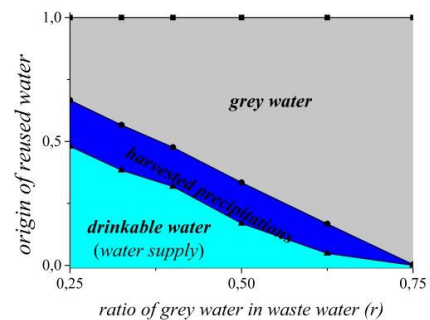 1,0
0,5
0,0
origin of reused water
grey water
harvested precipitations
drinkable water
(water supply)
0,25
0,50
0,75
ratio of grey water in waste water (r)